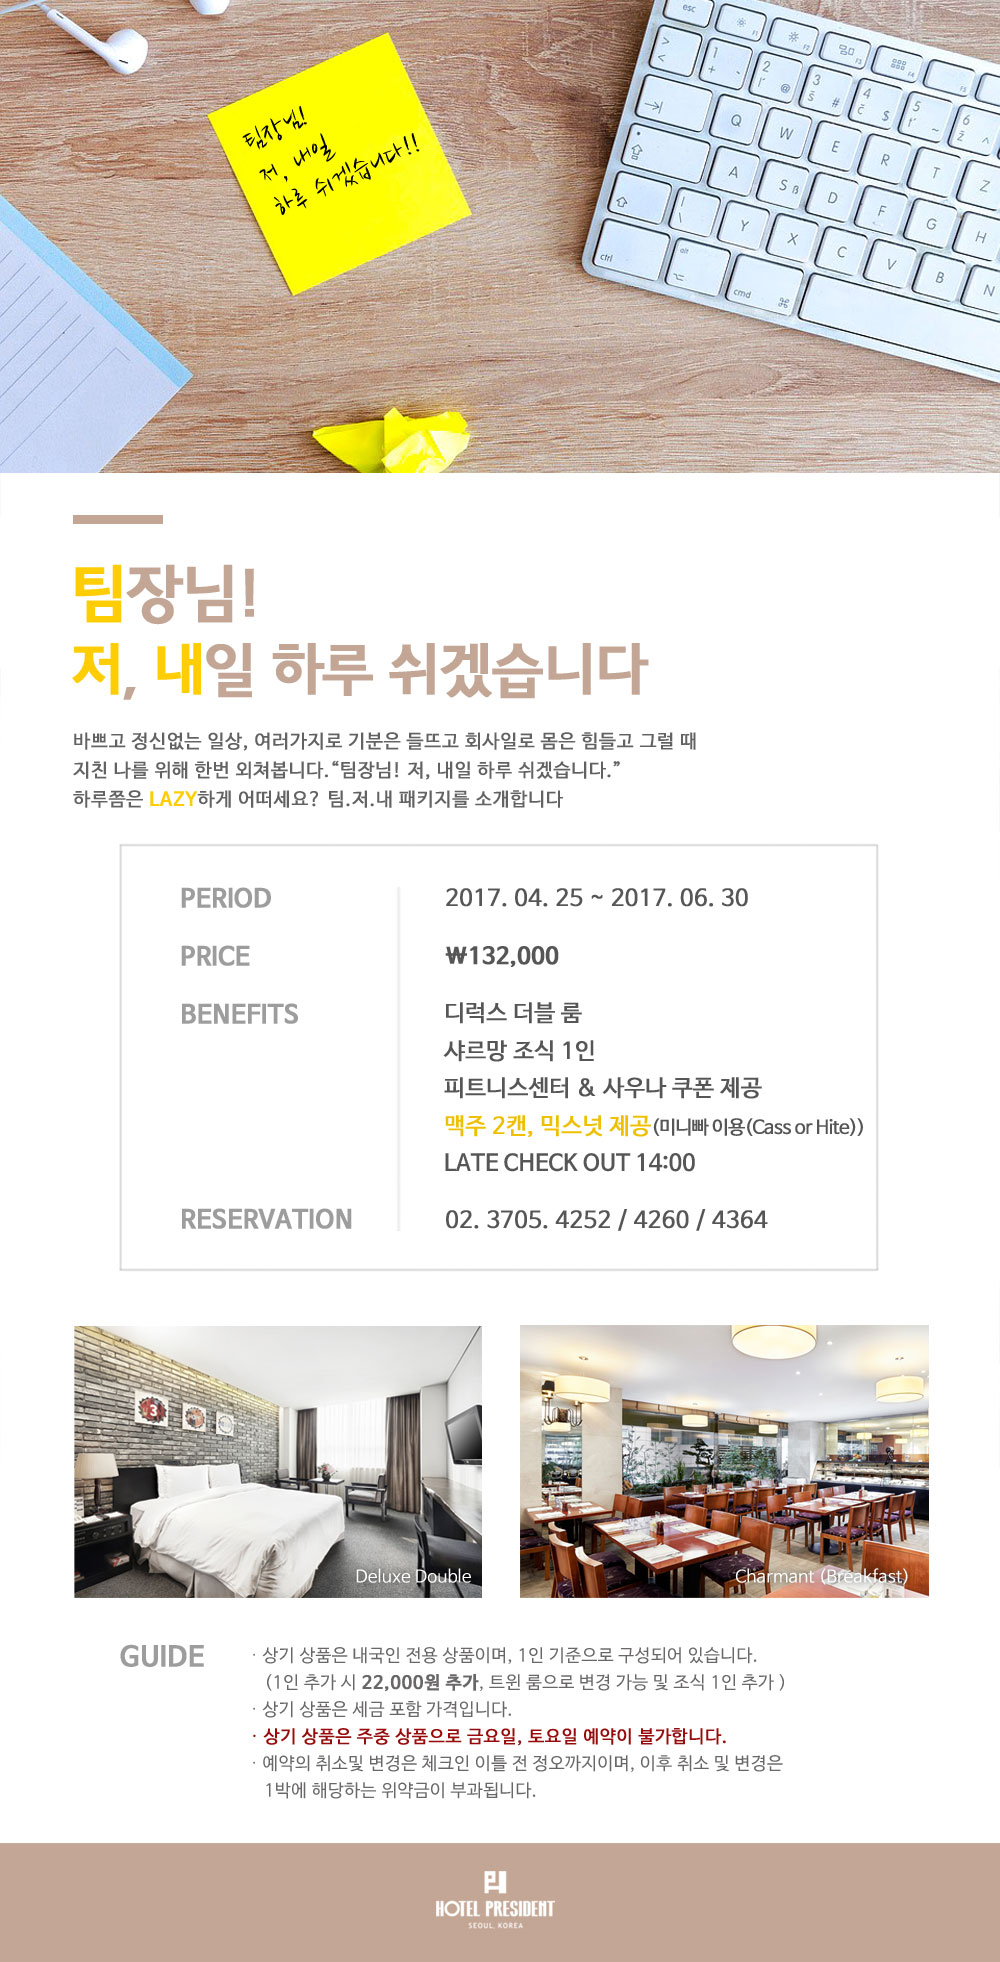 팀장님!
저, 내일
하루 쉬겠습니다!!
팀장님!
저, 내일 하루 쉬겠습니다
바쁘고 정신없는 일상, 여러가지로 기분은 들뜨고 회사일로 몸은 힘들고 그럴 때
지친 나를 위해 한번 외쳐봅니다.“팀장님! 저, 내일 하루 쉬겠습니다.”
하루쯤은 LAZY하게 어떠세요? 팀.저.내 패키지를 소개합니다
PERIOD 2017. 04. 25 ~ 2017. 06. 30
PRICE ₩132,000
BENEFITS 디럭스 더블 룸
샤르망 조식 1인
피트니스센터 & 사우나 쿠폰 제공
맥주 2캔, 믹스넛 제공(미니빠 이용(Cass or Hite))
LATE CHECK OUT 14:00
RESERVATION 02. 3705. 4252 / 4260 / 4364
Deluxe Double
Charmant (Breakfast)
GUIDE · 상기 상품은 내국인 전용 상품이며, 1인 기준으로 구성되어 있습니다.
(1인 추가 시 22,000원 추가, 트윈 룸으로 변경 가능 및 조식 1인 추가 )
· 상기 상품은 세금 포함 가격입니다.
· 상기 상품은 주중 상품으로 금요일, 토요일 예약이 불가합니다.
· 예약의 취소및 변경은 체크인 이틀 전 정오까지이며, 이후 취소 및 변경은
1박에 해당하는 위약금이 부과됩니다.
HOTEL PRESIDENT
SEOUL, KOREA